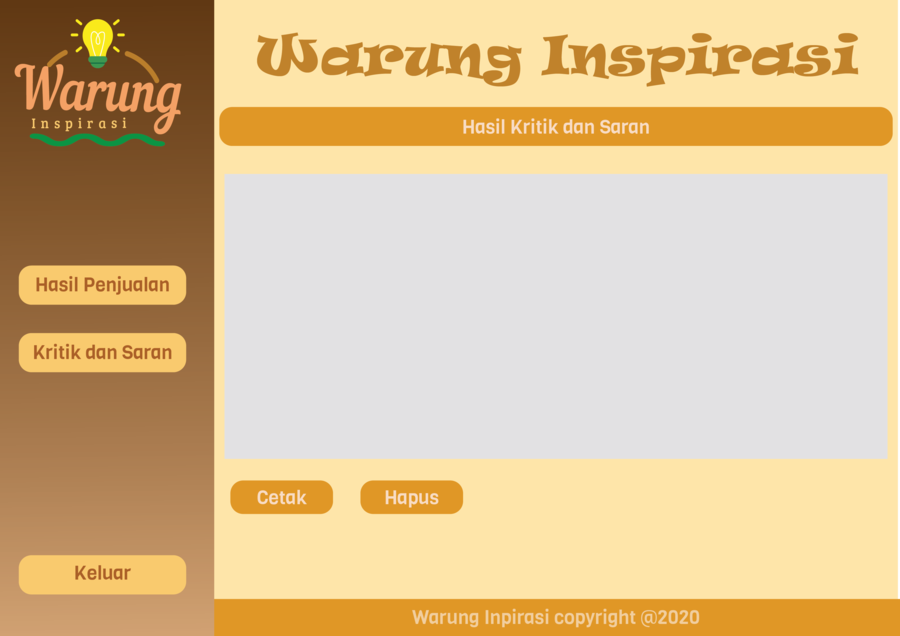 Warung
Inspirasi
Warung Inspirasi
Hasil Kritik dan Saran
Hasil Penjualan
Kritik dan Saran
Cetak
Hapus
Keluar
Warung Inpirasi copyright @2020